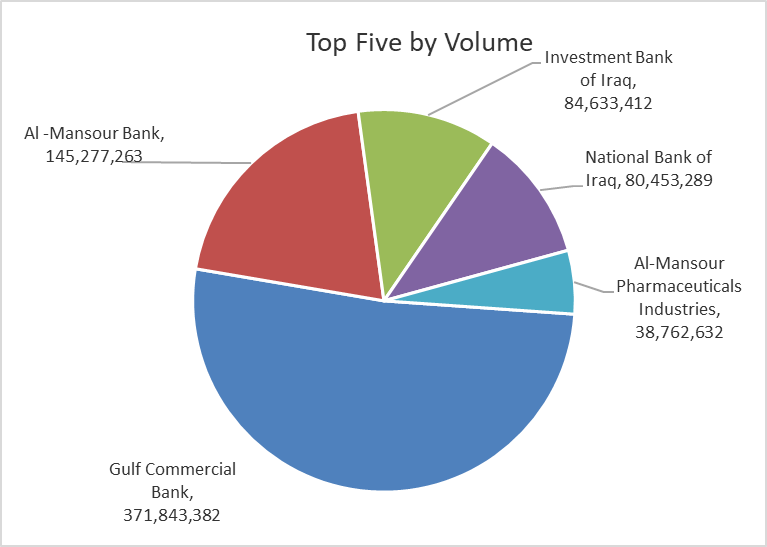 Top Five by Volume
Investment Bank
of Iraq,
84,633,412
Al -Mansour Bank,
145,277,263
National Bank of
Iraq, 80,453,289
Al-Mansour
Pharmaceuticals
Industries,
38,762,632
Gulf Commercial
Bank,
371,843,382